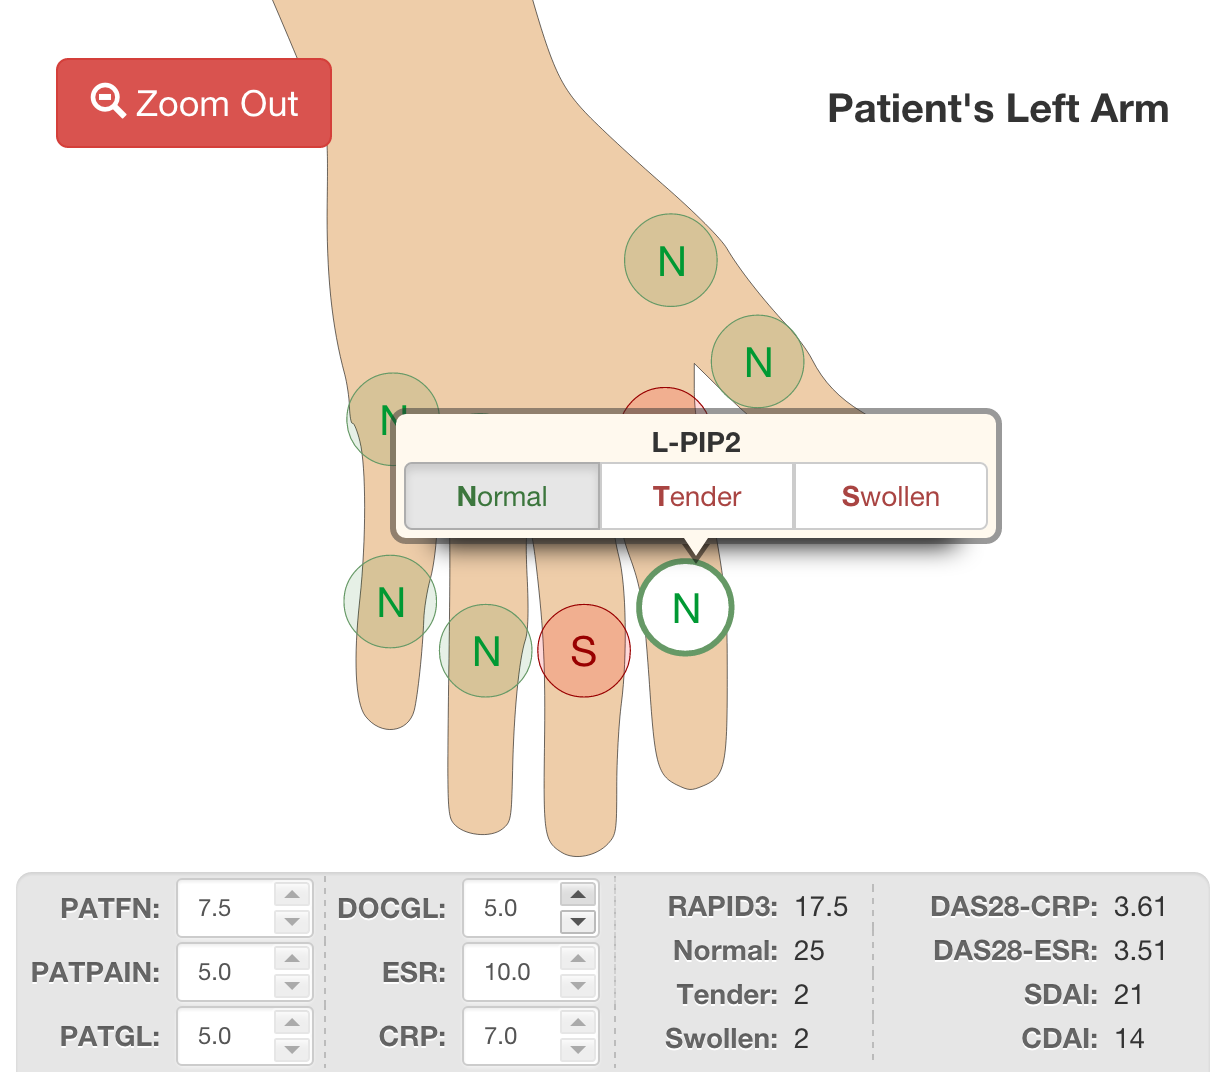 Zoom Out
Patient's Left Arm
N
N
N
L-PIP2
Normal
Tender
Swollen
N
N
N
S
PATFN: 7.5
DOCGL: 5.0
RAPID3: 17.5
DAS28-CRP: 3.61
Normal: 25
DAS28-ESR: 3.51
PATPAIN: 5.0
ESR: 10.0
Tender: 2
SDAI: 21
PATGL: 5.0
CRP: 7.0
Swollen: 2
CDAI: 14